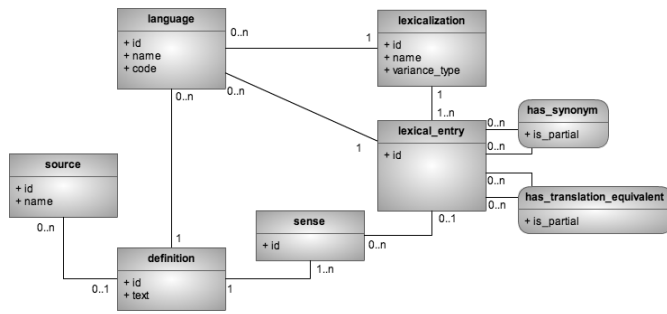 language
+ id
+ name
+ code
0..n
0..n
0..n
1
lexicalization
+ id
+ name
+ variance_type
1
1..n
1
lexical_entry
+ id
0..n
0..n
0..n
0..n
0..1
has_synonym
+ is_partial
has_translation_equivalent
+ is_partial
source
+ id
+ name
0..n
0..1
1
definition
+ id
+ text
1
sense
+ id
0..n
1..n